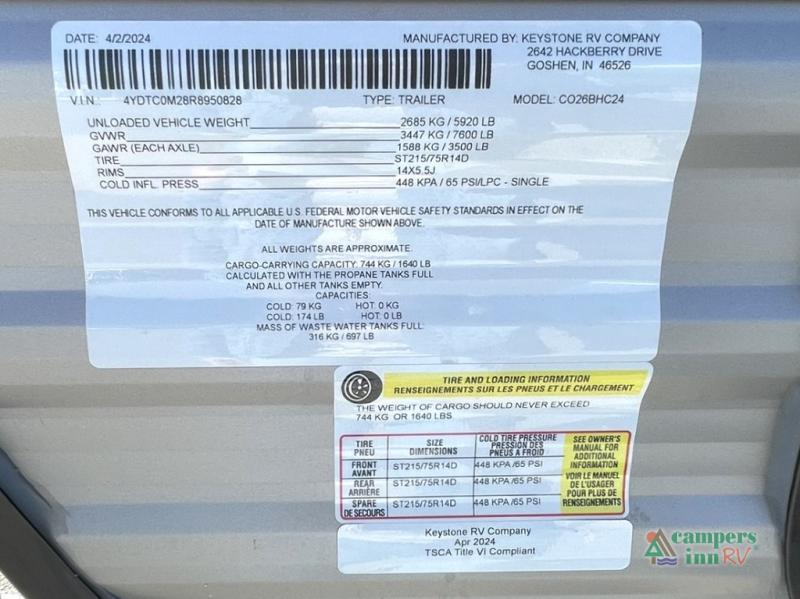 DATE: 4/2/2024 MANUFACTURED BY: KEYSTONE RV COMPANY
2642 HACKBERRY DRIVE
GOSHEN, IN 46526
V.I.N.: 4YDTC0M28R8950828 TYPE: TRAILER MODEL: CO26BHC24
UNLOADED VEHICLE WEIGHT 2685 KG / 5920 LB
GVWR 3447 KG / 7600 LB
GAWR (EACH AXLE) 1588 KG / 3500 LB
TIRE ST215/75R14D
RIMS 14X5.5J
COLD INFL. PRESS 448 KPA / 65 PSI/LPC - SINGLE
THIS VEHICLE CONFORMS TO ALL APPLICABLE U.S. FEDERAL MOTOR VEHICLE SAFETY STANDARDS IN EFFECT ON THE
DATE OF MANUFACTURE SHOWN ABOVE.
ALL WEIGHTS ARE APPROXIMATE.
CARGO-CARRYING CAPACITY: 744 KG / 1640 LB
CALCULATED WITH THE PROPANE TANKS FULL
AND ALL OTHER TANKS EMPTY.
CAPACITIES:
COLD: 79 KG HOT: 0 KG
COLD: 174 LB HOT: 0 LB
MASS OF WASTE WATER TANKS FULL:
316 KG / 697 LB
TIRE AND LOADING INFORMATION
RENSEIGNEMENTS SUR LES PNEUS ET LE CHARGEMENT
THE WEIGHT OF CARGO SHOULD NEVER EXCEED
744 KG OR 1640 LBS
TIRE
PNEU
SIZE
DIMENSIONS
COLD TIRE PRESSURE
PRESSION DES
PNEUS A FROID
FRONT
AVANT
ST215/75R14D
448 KPA /65 PSI
REAR
ARRIÈRE
ST215/75R14D
448 KPA /65 PSI
SPARE
DE SECOURS
ST215/75R14D
448 KPA /65 PSI
SEE OWNER'S
MANUAL FOR
ADDITIONAL
INFORMATION
VOIR LE MANUEL
DE L'USAGER
POUR PLUS DE
RENSEIGNEMENTS
Keystone RV Company
Apr 2024
TSCA Title VI Compliant
campers
inn RV